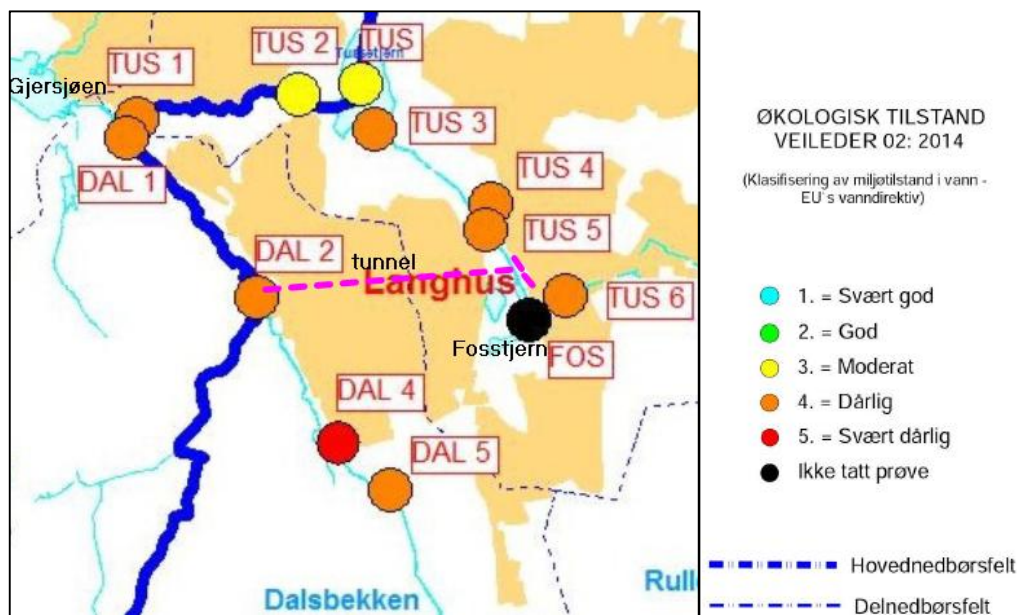 TUS 1
TUS 2
TUS
Gjersjøen
TUS 3
DAL 1
TUS 4
TUS 5
DAL 2
tunnel
Langhus
TUS 6
Fosstjern
FOS
DAL 4
DAL 5
Dalsbekken
Rulle
ØKOLOGISK TILSTAND
VEILEDER 02: 2014
(Klasifisering av miljøtilstand i vann -
EU`s vanndirektiv)
1. = Svært god
2. = God
3. = Moderat
4. = Dårlig
5. = Svært dårlig
Ikke tatt prøve
Hovednedbørsfelt
Delnedbørsfelt